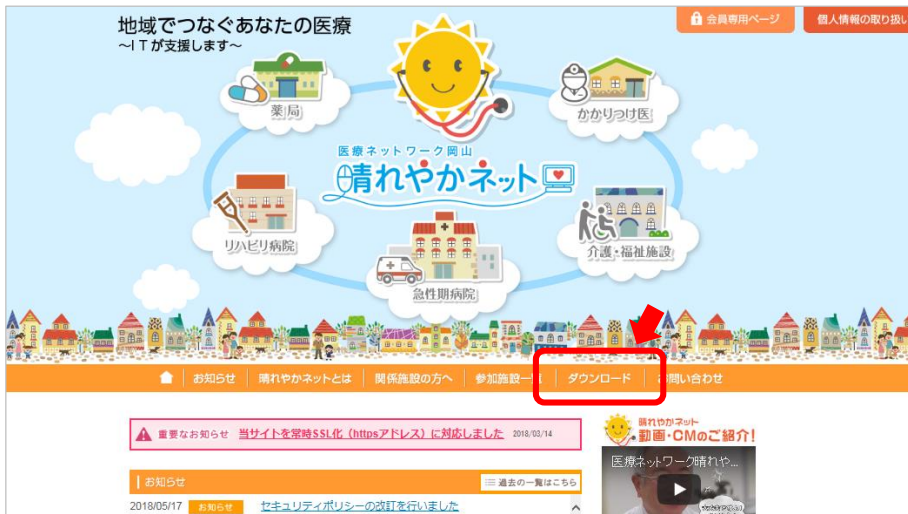 地域でつなぐあなたの医療
～ITが支援します～
会員専用ページ
個人情報の取り扱い
薬局
かかりつけ医
医療ネットワーク岡山
晴れやかネット
リハビリ病院
介護・福祉施設
急性期病院
お知らせ
晴れやかネットとは
関係施設の方へ
参加施設一覧
ダウンロード
お問い合わせ
重要なお知らせ 当サイトを常時SSL化（httpsアドレス）に対応しました 2018/03/14
晴れやかネット
動画・CMのご紹介!
医療ネットワーク晴れや...
お知らせ
過去の一覧はこちら
2018/05/17 お知らせ セキュリティポリシーの改訂を行いました